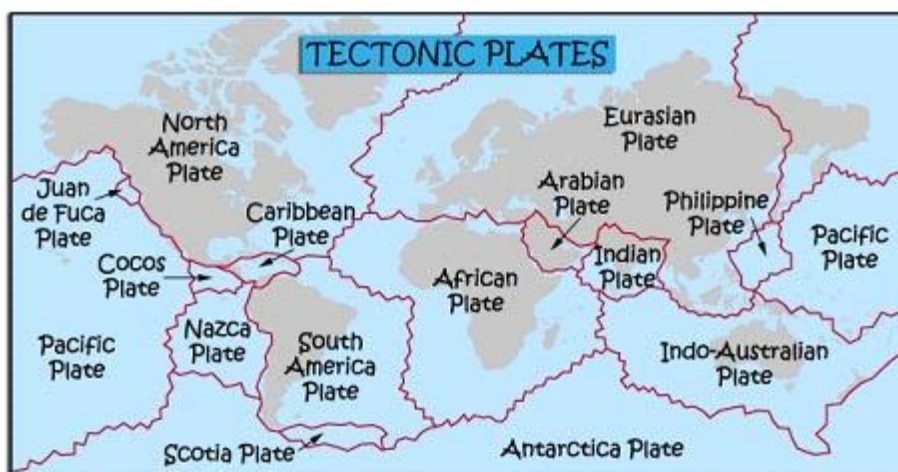 TECTONIC PLATES
North
America
Plate
Eurasian
Plate
Juan
de Fuca
Plate
Caribbean
Plate
Arabian
Plate
Philippine
Plate
Cocos
Plate
African
Plate
Indian
Plate
Pacific
Plate
Pacific
Plate
Nazca
Plate
South
America
Plate
Indo-Australian
Plate
Scotia Plate
Antarctica Plate